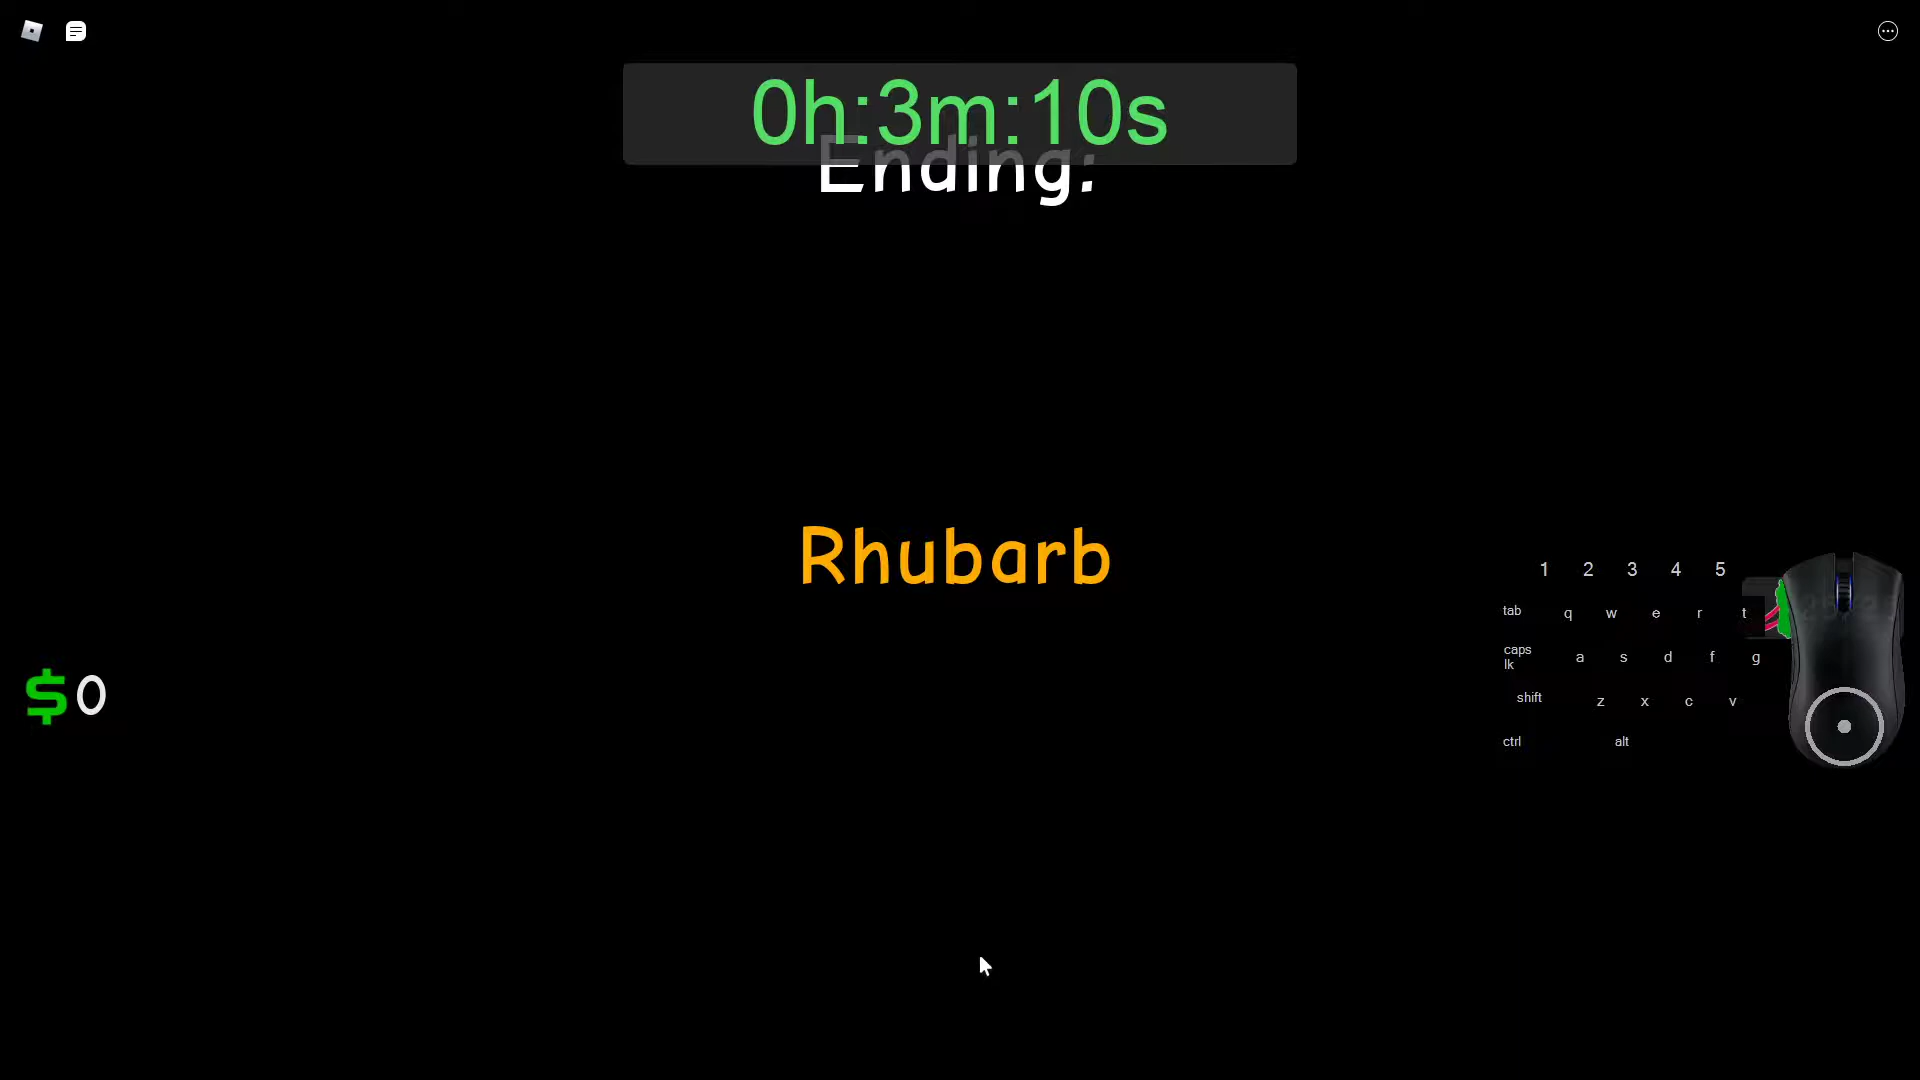 0h:3m:10s
Ending:
Rhubarb
1 2 3 4 5
tab q w e r t
caps
lk a s d f g
shift z x c v
ctrl alt
$0